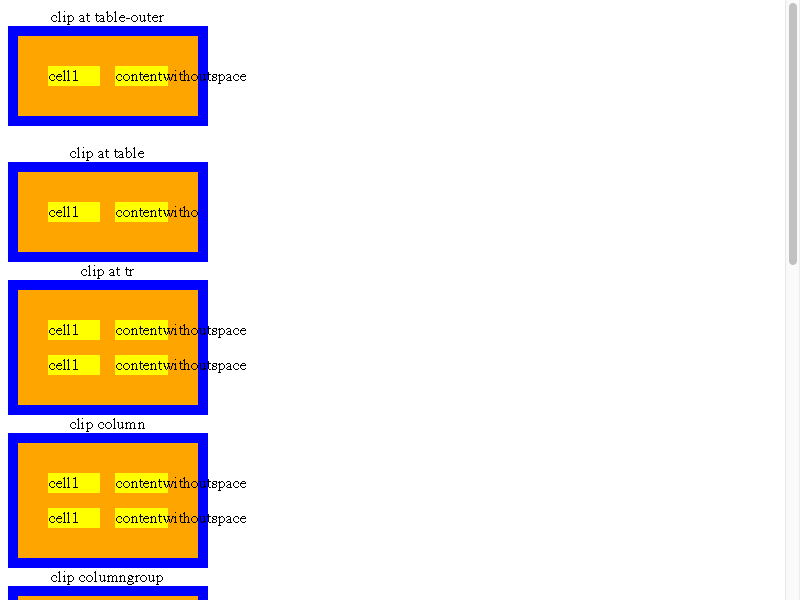 clip at table-outer
cell1 contentwithoutspace
clip at table
cell1 contentwitho
clip at tr
cell1 contentwithoutspace
cell1 contentwithoutspace
clip column
cell1 contentwithoutspace
cell1 contentwithoutspace
clip columngroup